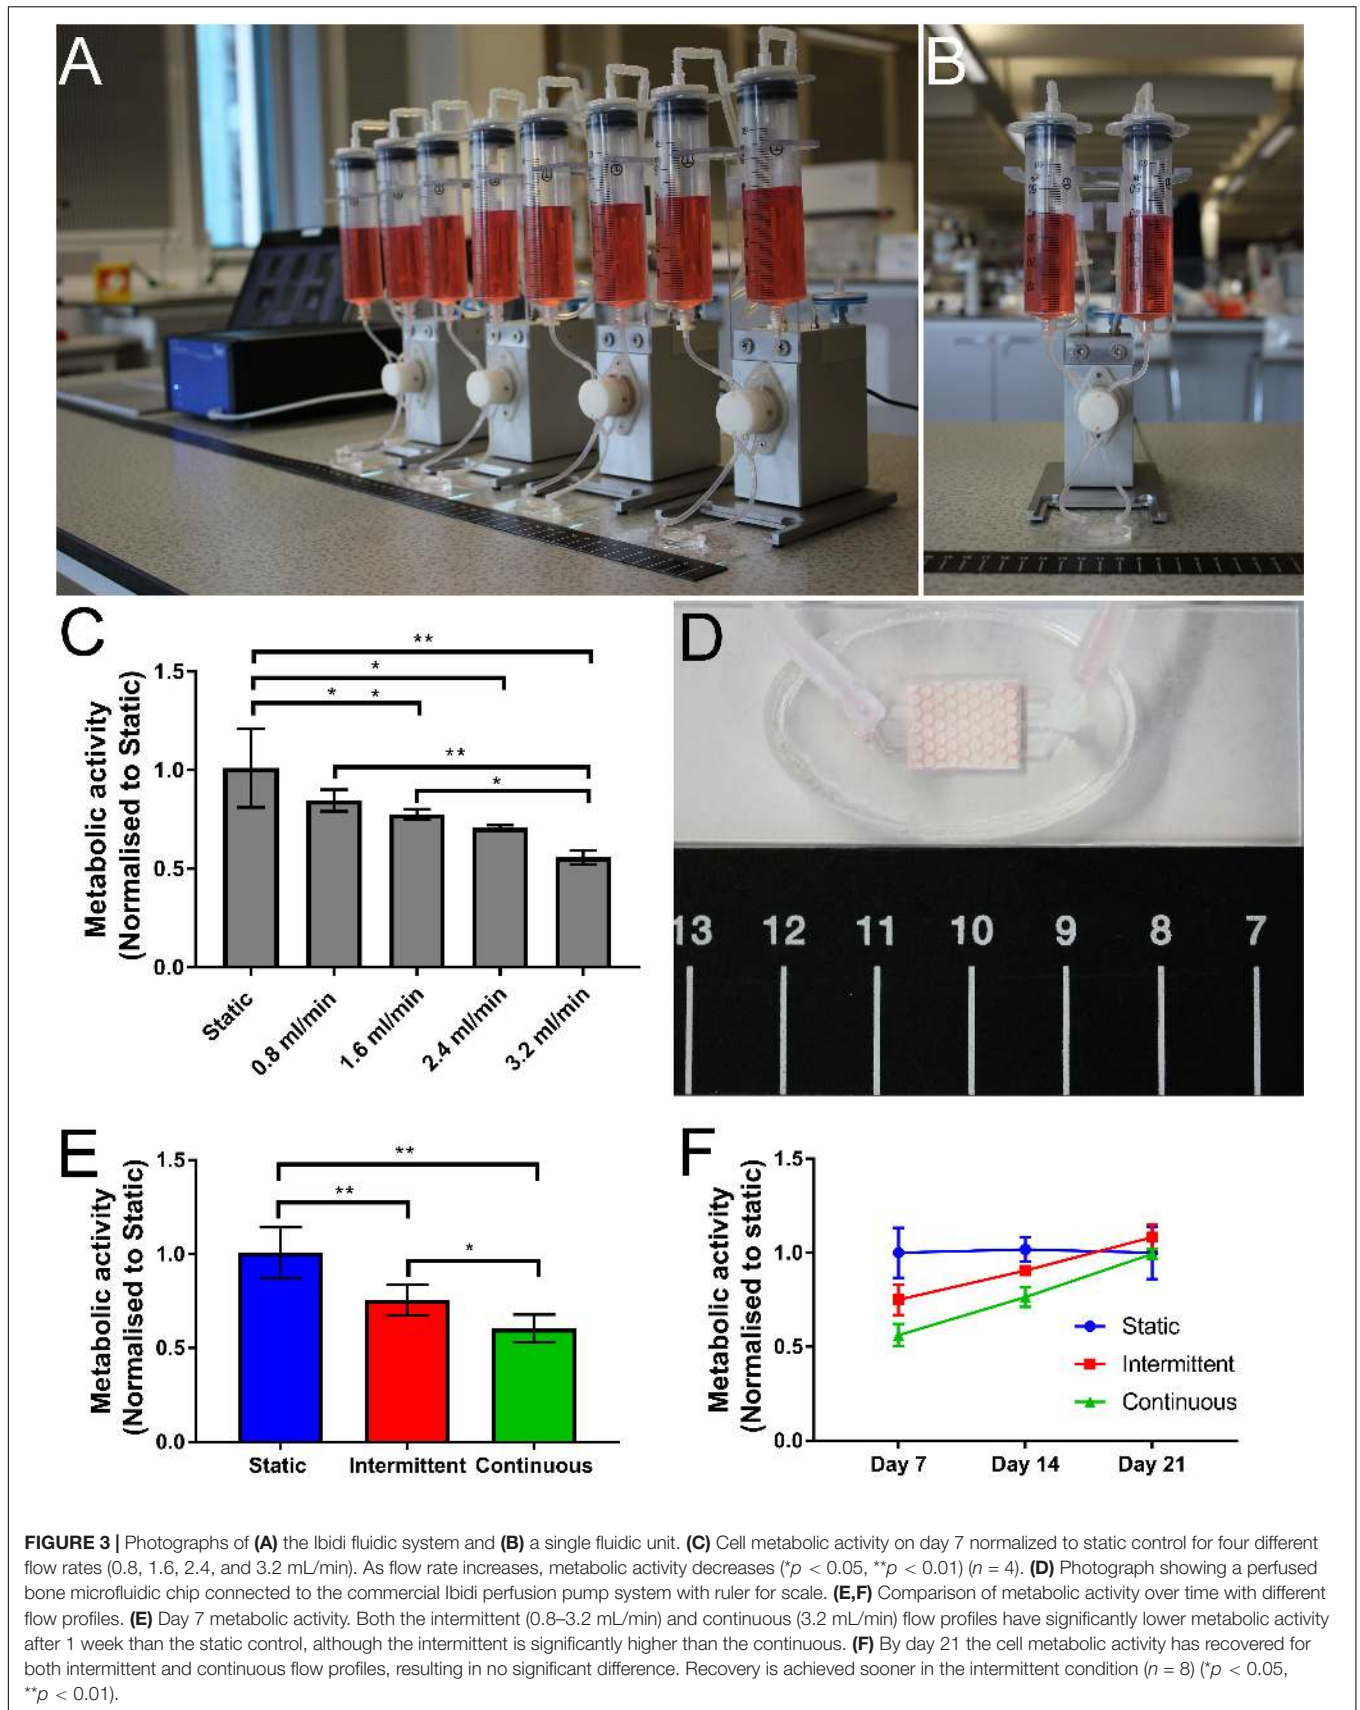 A
B
C
**
*
* *
**
*
1.5
1.0
0.5
0.0
Metabolic activity
(Normalised to Static)
Static
0.8 ml/min
1.6 ml/min
2.4 ml/min
3.2 ml/min
D
13 12 11 10 9 8 7
E
**
**
*
1.5
1.0
0.5
0.0
Metabolic activity
(Normalised to Static)
Static Intermittent Continuous
F
1.5
1.0
0.5
0.0
Metabolic activity
(Normalised to static)
Static
Intermittent
Continuous
Day 7 Day 14 Day 21
FIGURE 3 | Photographs of (A) the Ibidi fluidic system and (B) a single fluidic unit. (C) Cell metabolic activity on day 7 normalized to static control for four different
flow rates (0.8, 1.6, 2.4, and 3.2 mL/min). As flow rate increases, metabolic activity decreases (*p < 0.05, **p < 0.01) (n = 4). (D) Photograph showing a perfused
bone microfluidic chip connected to the commercial Ibidi perfusion pump system with ruler for scale. (E,F) Comparison of metabolic activity over time with different
flow profiles. (E) Day 7 metabolic activity. Both the intermittent (0.8–3.2 mL/min) and continuous (3.2 mL/min) flow profiles have significantly lower metabolic activity
after 1 week than the static control, although the intermittent is significantly higher than the continuous. (F) By day 21 the cell metabolic activity has recovered for
both intermittent and continuous flow profiles, resulting in no significant difference. Recovery is achieved sooner in the intermittent condition (n = 8) (*p < 0.05,
**p < 0.01).